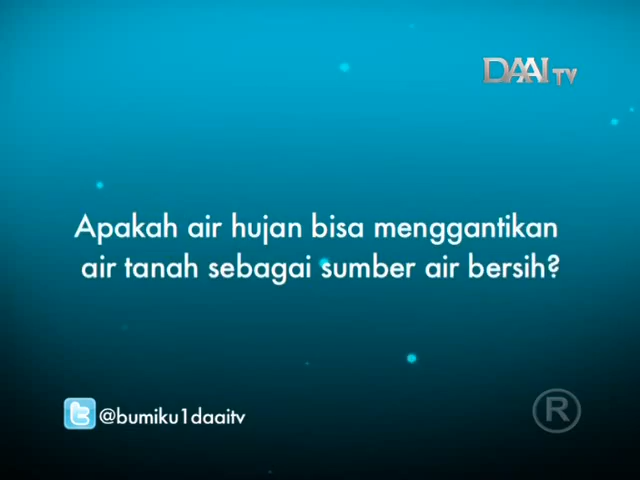 DAAI TV
Apakah air hujan bisa menggantikan
air tanah sebagai sumber air bersih?
@bumiku1daaitv
®